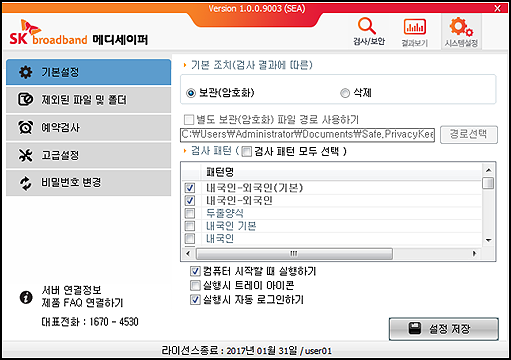 Version 1.0.0.9003 (SEA)
X
SK broadband 메디세이퍼
검사/보안
결과보기
시스템설정
기본설정
제외된 파일 및 폴더
예약검사
고급설정
비밀번호 변경
서버 연결정보
제품 FAQ 연결하기
대표전화 : 1670 - 4530
기본 조치(검사 결과에 따른)
보관(암호화) 삭제
별도 보관(암호화) 파일 경로 사용하기
C:₩Users₩Administrator₩Documents₩Safe.PrivacyKee 경로선택
검사 패턴 ( 검사 패턴 모두 선택 )
패턴명
내국인-외국인(기본)
내국인-외국인
두줄양식
내국인 기본
내국인
컴퓨터 시작할 때 실행하기
실행시 트레이 아이콘
실행시 자동 로그인하기
설정 저장
라이선스종료 : 2017년 01월 31일 / user01